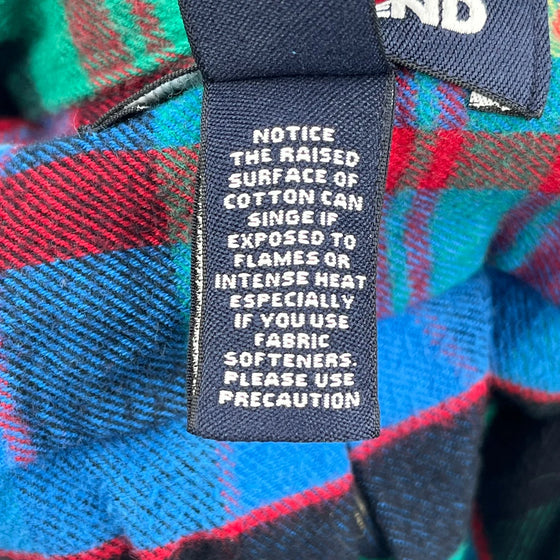 END
NOTICE
THE RAISED
SURFACE OF
COTTON CAN
SINGE IF
EXPOSED TO
FLAMES OR
INTENSE HEAT
ESPECIALLY
IF YOU USE
FABRIC
SOFTENERS.
PLEASE USE
PRECAUTION